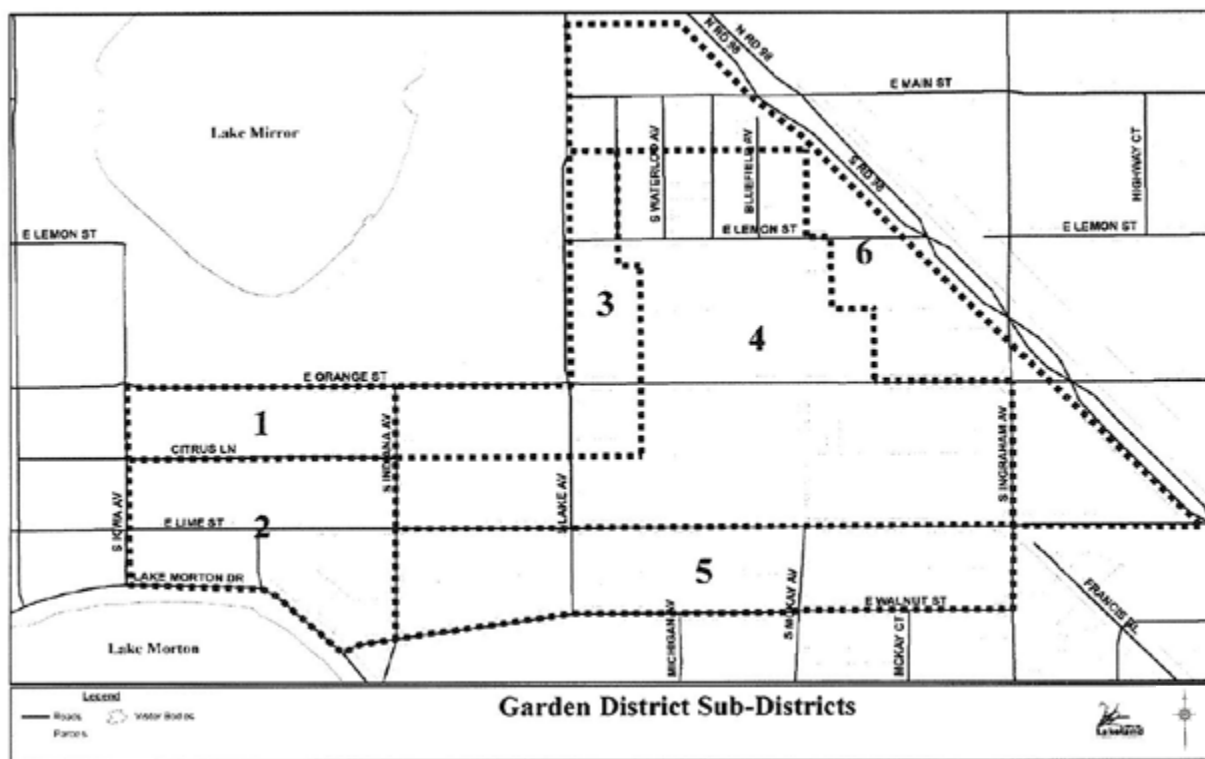 N RD 98
N RD 98
E MAIN ST
Lake Mirror
S WATERLOO AV
BLUEFIELD AV
S RD 98
HIGHWAY CT
E LEMON ST
E LEMON ST
E LEMON ST
6
3
4
E ORANGE ST
1
CITRUS LN
S INDIANA AV
S INGRAHAM AV
S LAKE AV
S IOWA AV
E LIME ST
2
LAKE MORTON DR
5
S MCKAY AV
E WALNUT ST
FRANCIS BL
Lake Morton
MICHIGAN AV
MCKAY CT
Legend
Roads
Water Bodies
Parcels
Garden District Sub-Districts
Lakeland